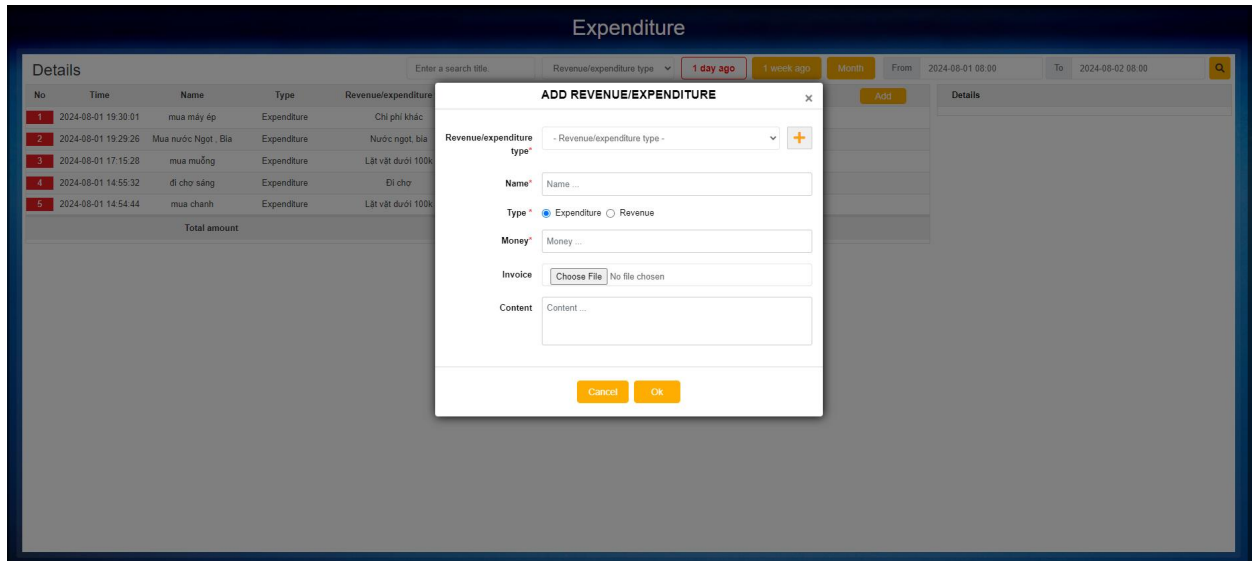 Expenditure
Details
Enter a search title.
Revenue/expenditure type
1 day ago
1 week ago
Month
From
2024-08-01 08:00
To
2024-08-02 08:00
No Time Name Type Revenue/expenditure
Add
Details
1 2024-08-01 19:30:01 mua máy ép Expenditure Chi phí khác
2 2024-08-01 19:29:26 Mua nước Ngọt , Bia Expenditure Nước ngọt, bia
3 2024-08-01 17:15:28 mua muỗng Expenditure Lặt vặt dưới 100k
4 2024-08-01 14:55:32 đi chợ sáng Expenditure Đi chợ
5 2024-08-01 14:54:44 mua chanh Expenditure Lặt vặt dưới 100k
Total amount
ADD REVENUE/EXPENDITURE
×
Revenue/expenditure
type*
- Revenue/expenditure type -
Name*
Name ...
Type *
Expenditure
Revenue
Money*
Money ...
Invoice
Choose File No file chosen
Content
Content ...
Cancel
Ok